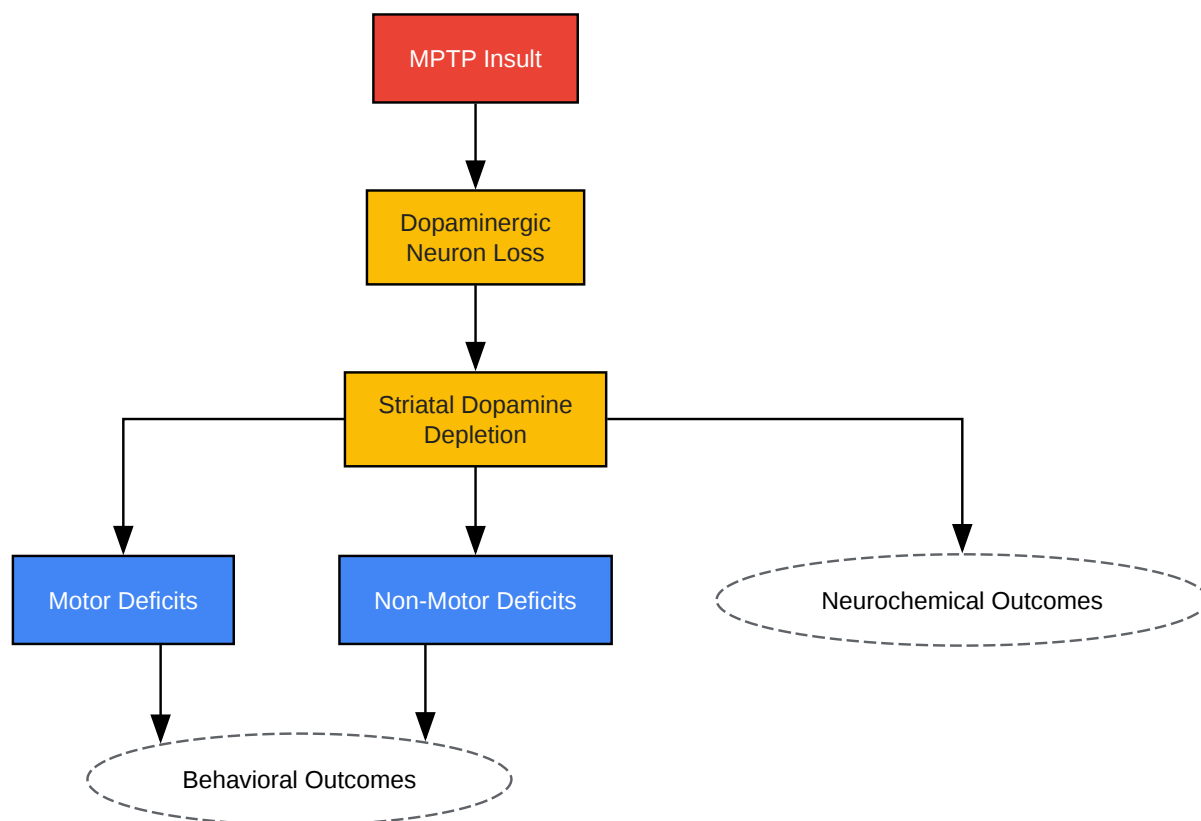 MPTP Insult
Dopaminergic
Neuron Loss
Striatal Dopamine
Depletion
Motor Deficits
Non-Motor Deficits
Neurochemical Outcomes
Behavioral Outcomes